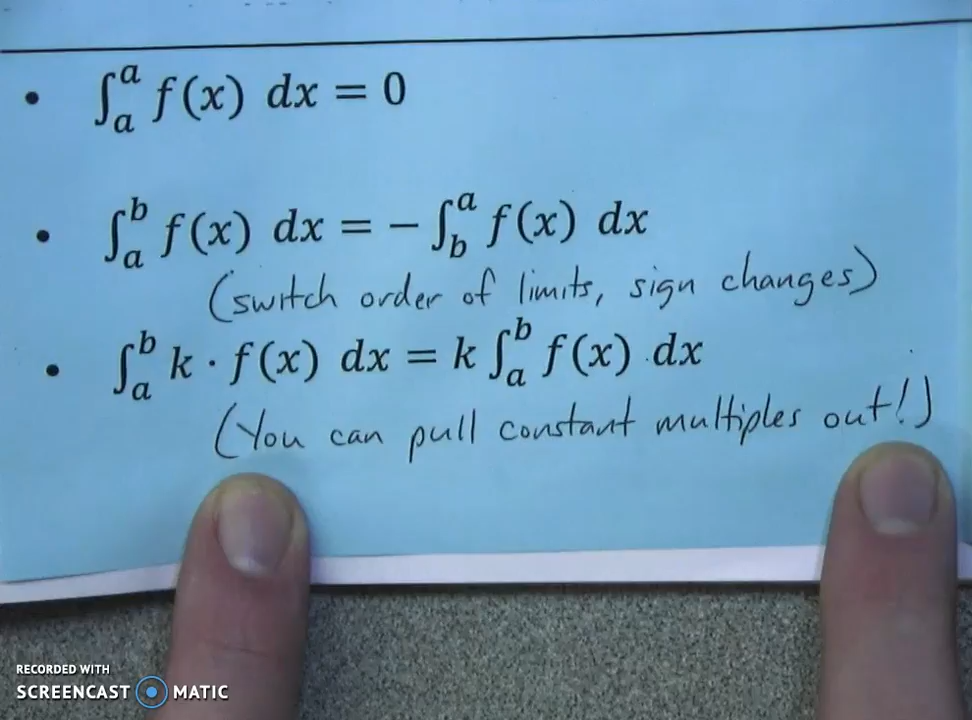 • ∫ₐᵃ f(x) dx = 0
• ∫ₐᵇ f(x) dx = − ∫_bᵃ f(x) dx
(switch order of limits, sign changes)
• ∫ₐᵇ k · f(x) dx = k ∫ₐᵇ f(x) dx
(You can pull constant multiples out!)
RECORDED WITH
SCREENCAST MATIC